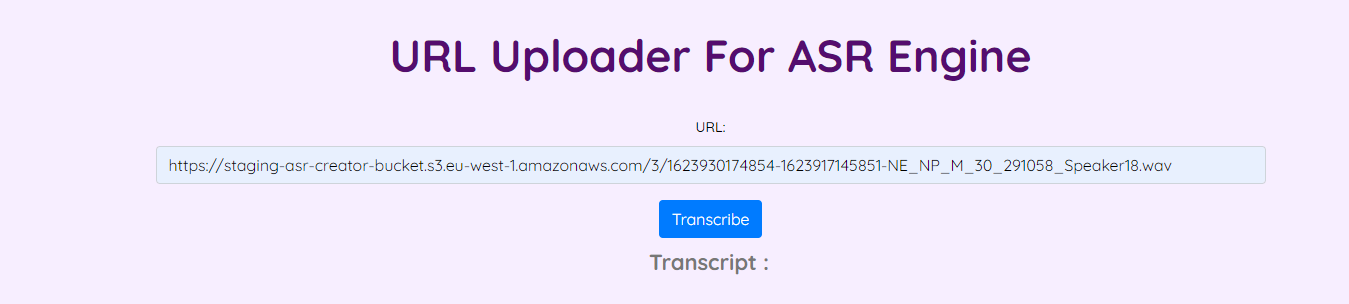 URL Uploader For ASR Engine
URL:
https://staging-asr-creator-bucket.s3.eu-west-1.amazonaws.com/3/1623930174854-1623917145851-NE_NP_M_30_291058_Speaker18.wav
Transcribe
Transcript :